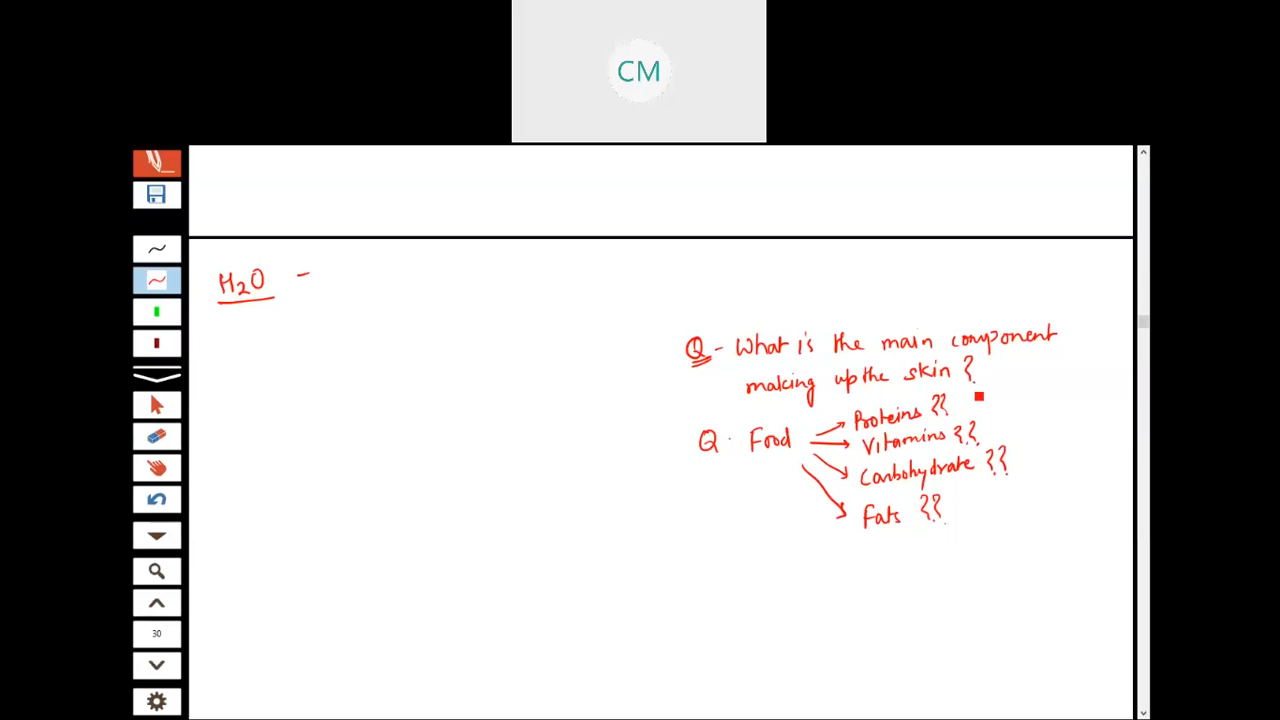 CM
H2O -
Q - What is the main component
making up the skin ?
Q. Food
Proteins ??
Vitamins ??
Carbohydrate ??
Fats ??
30